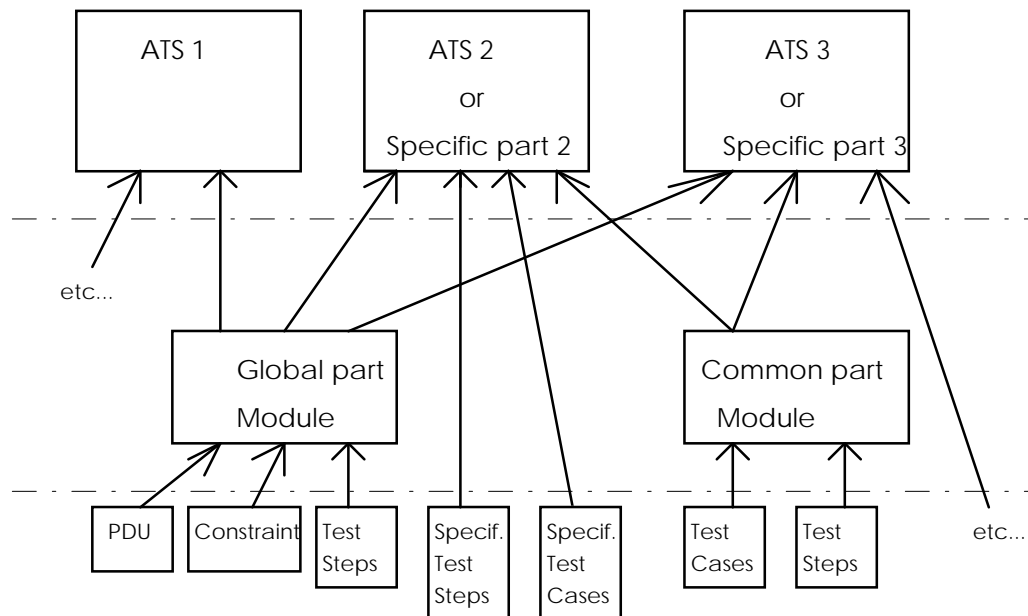 ATS 1
ATS 2
or
Specific part 2
ATS 3
or
Specific part 3
etc...
Global part
Module
Common part
Module
PDU
Constraint
Test
Steps
Specif.
Test
Steps
Specif.
Test
Cases
Test
Cases
Test
Steps
etc...